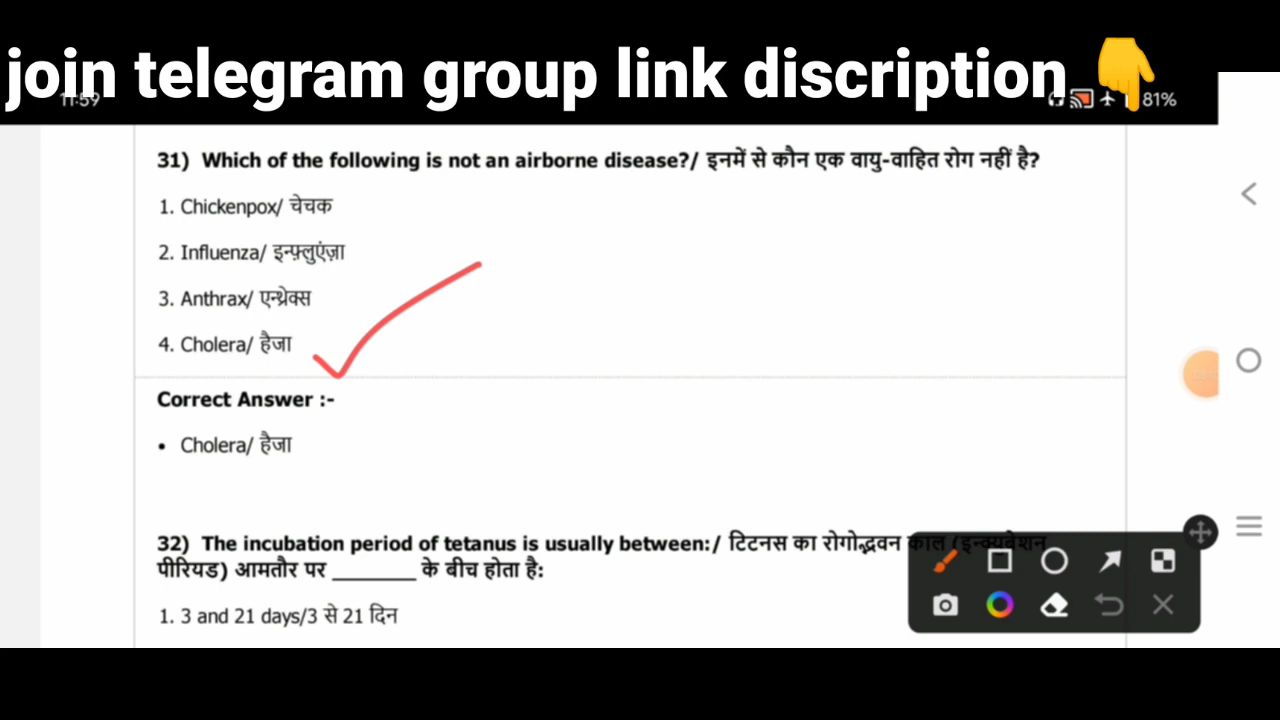 join telegram group link discription 👇
11:59 81%
31) Which of the following is not an airborne disease?/ इनमें से कौन एक वायु-वाहित रोग नहीं है?
1. Chickenpox/ चेचक
2. Influenza/ इन्फ़्लुएंज़ा
3. Anthrax/ एन्थ्रेक्स
4. Cholera/ हैजा
Correct Answer :-
• Cholera/ हैजा
32) The incubation period of tetanus is usually between:/ टिटनस का रोगोद्भवन काल (इन्क्यूबेशन
पीरियड) आमतौर पर ________ के बीच होता है:
1. 3 and 21 days/3 से 21 दिन